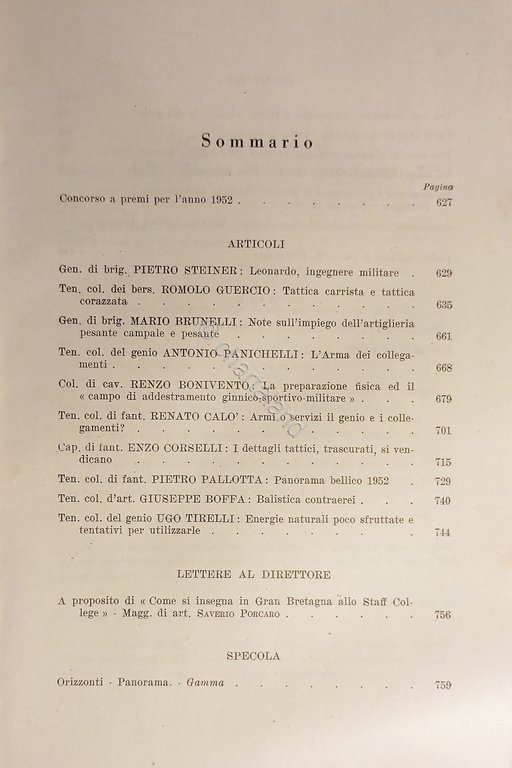 Sommario
Pagina
Concorso a premi per l'anno 1952 . . . . . . . 627
ARTICOLI
Gen. di brig. PIETRO STEINER : Leonardo, ingegnere militare . 629
Ten. col. dei bers. ROMOLO GUERCIO : Tattica carrista e tattica
corazzata . . . . . . . . . . . 635
Gen. di brig. MARIO BRUNELLI : Note sull'impiego dell'artiglieria
pesante campale e pesante . . . . . . . 661
Ten. col. del genio ANTONIO PANICHELLI : L'Arma dei collega-
menti . . . . . . . . . . . . 668
Col. di cav. RENZO BONIVENTO : La preparazione fisica ed il
« campo di addestramento ginnico-sportivo-militare » . . . 679
Ten. col. di fant. RENATO CALO' : Armi o servizi il genio e i colle-
gamenti? . . . . . . . . . . . 701
Cap. di fant. ENZO CORSELLI : I dettagli tattici, trascurati, si ven-
dicano . . . . . . . . . . . 715
Ten. col. di fant. PIETRO PALLOTTA : Panorama bellico 1952 . . 729
Ten. col. d'art. GIUSEPPE BOFFA : Balistica contraerei . . . 740
Ten. col. del genio UGO TIRELLI : Energie naturali poco sfruttate e
tentativi per utilizzarle . . . . . . . . 744
LETTERE AL DIRETTORE
A proposito di « Come si insegna in Gran Bretagna allo Staff Col-
lege » - Magg. di art. SAVERIO PORCARO . . . . . . 756
SPECOLA
Orizzonti - Panorama. - Gamma . . . . . . . . 759